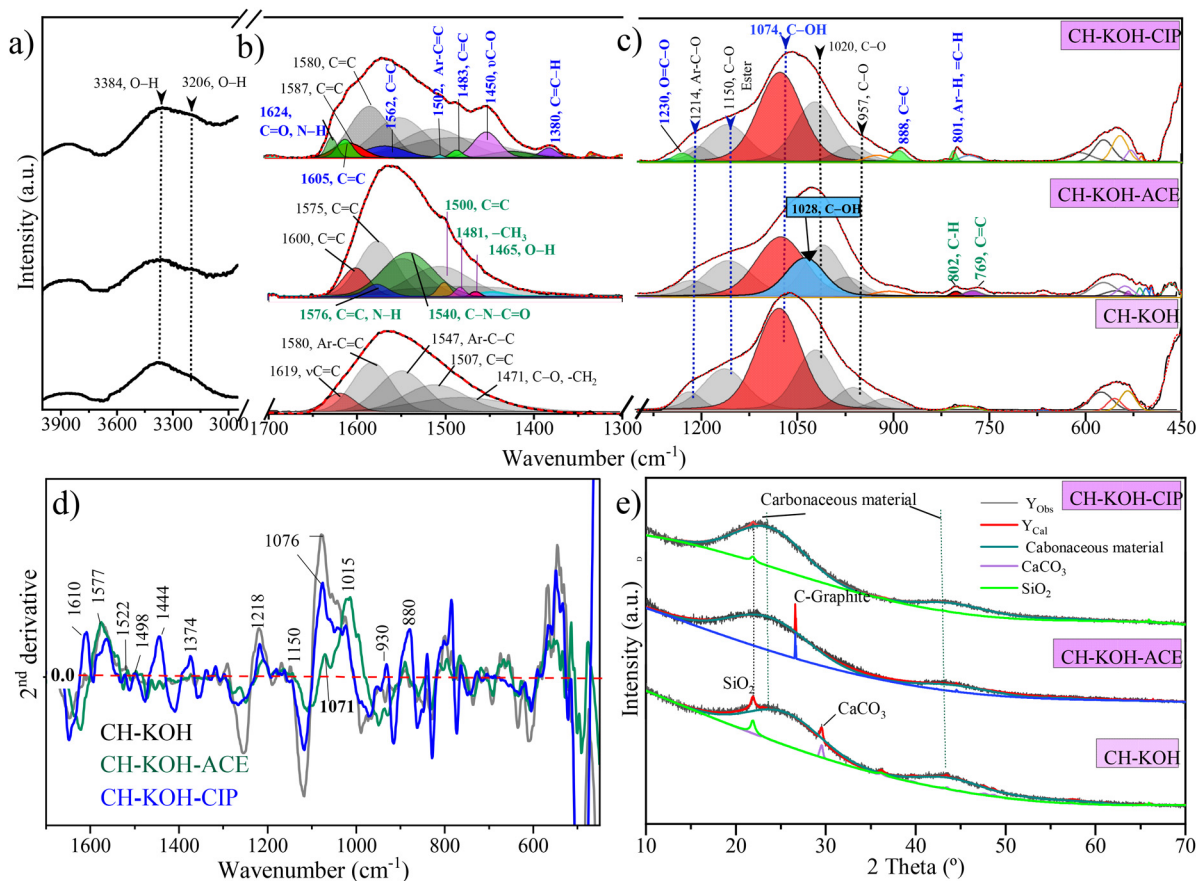 a)
3384, O–H
3206, O–H
Intensity (a.u.)
3900
3600
3300
3000
b)
1580, C=C
1587, C=C
1624,
C=O, N–H
1562, C=C
1502, Ar-C=C
1483, C=C
1450, υC–O
1380, C=C–H
1605, C=C
1575, C=C
1600, C=C
1500, C=C
1481, –CH3
1465, O–H
1576, C=C, N–H
1540, C–N–C=O
1580, Ar-C=C
1547, Ar-C–C
1507, C=C
1619, νC=C
1471, C–O, -CH2
1700
1600
1500
1400
1300
c)
1230, O=C–O
1214, Ar-C–O
1150, C–O
Ester
1074, C–OH
1020, C–O
957, C–O
888, C=C
801, Ar–H, =C-H
CH-KOH-CIP
1028, C–OH
802, C-H
769, C=C
CH-KOH-ACE
CH-KOH
1200
1050
900
750
600
450
Wavenumber (cm-1)
d)
2nd derivative
0.0
1610
1577
1522
1498
1444
1374
1218
1150
1076
1071
1015
930
880
CH-KOH
CH-KOH-ACE
CH-KOH-CIP
1600
1400
1200
1000
800
600
Wavenumber (cm-1)
e)
Carbonaceous material
CH-KOH-CIP
YObs
YCal
Cabonaceous material
CaCO3
SiO2
D
C-Graphite
CH-KOH-ACE
SiO2
CaCO3
CH-KOH
Intensity (a.u.)
10
20
30
40
50
60
70
2 Theta (º)